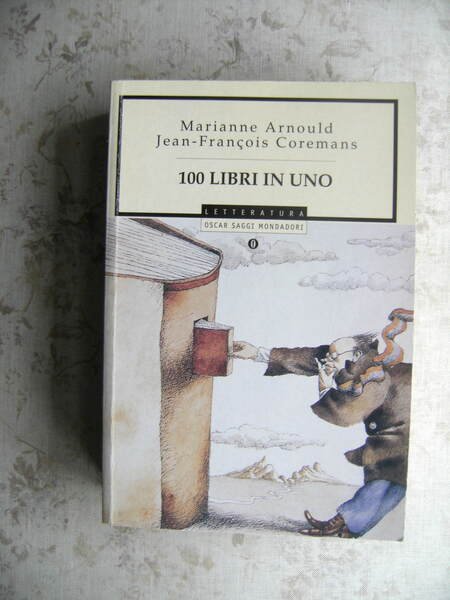 Marianne Arnould
Jean-François Coremans
100 LIBRI IN UNO
LETTERATURA
OSCAR SAGGI MONDADORI